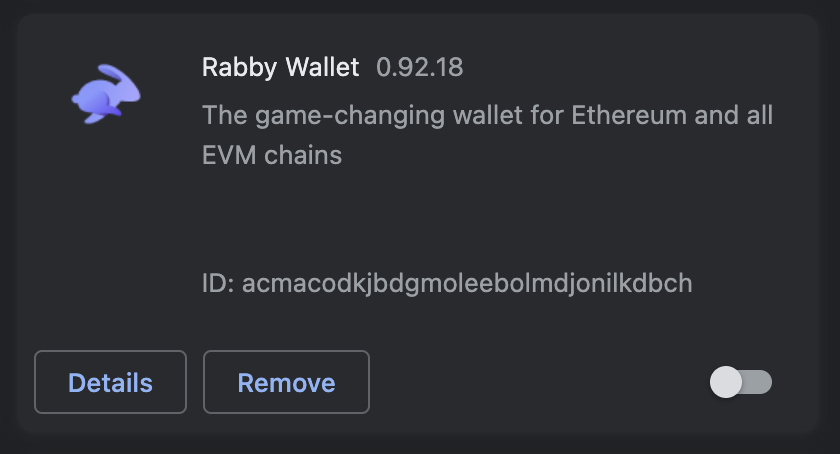 Rabby Wallet 0.92.18
The game-changing wallet for Ethereum and all
EVM chains
ID: acmacodkjbdgmoleebolmdjonilkdbch
Details Remove